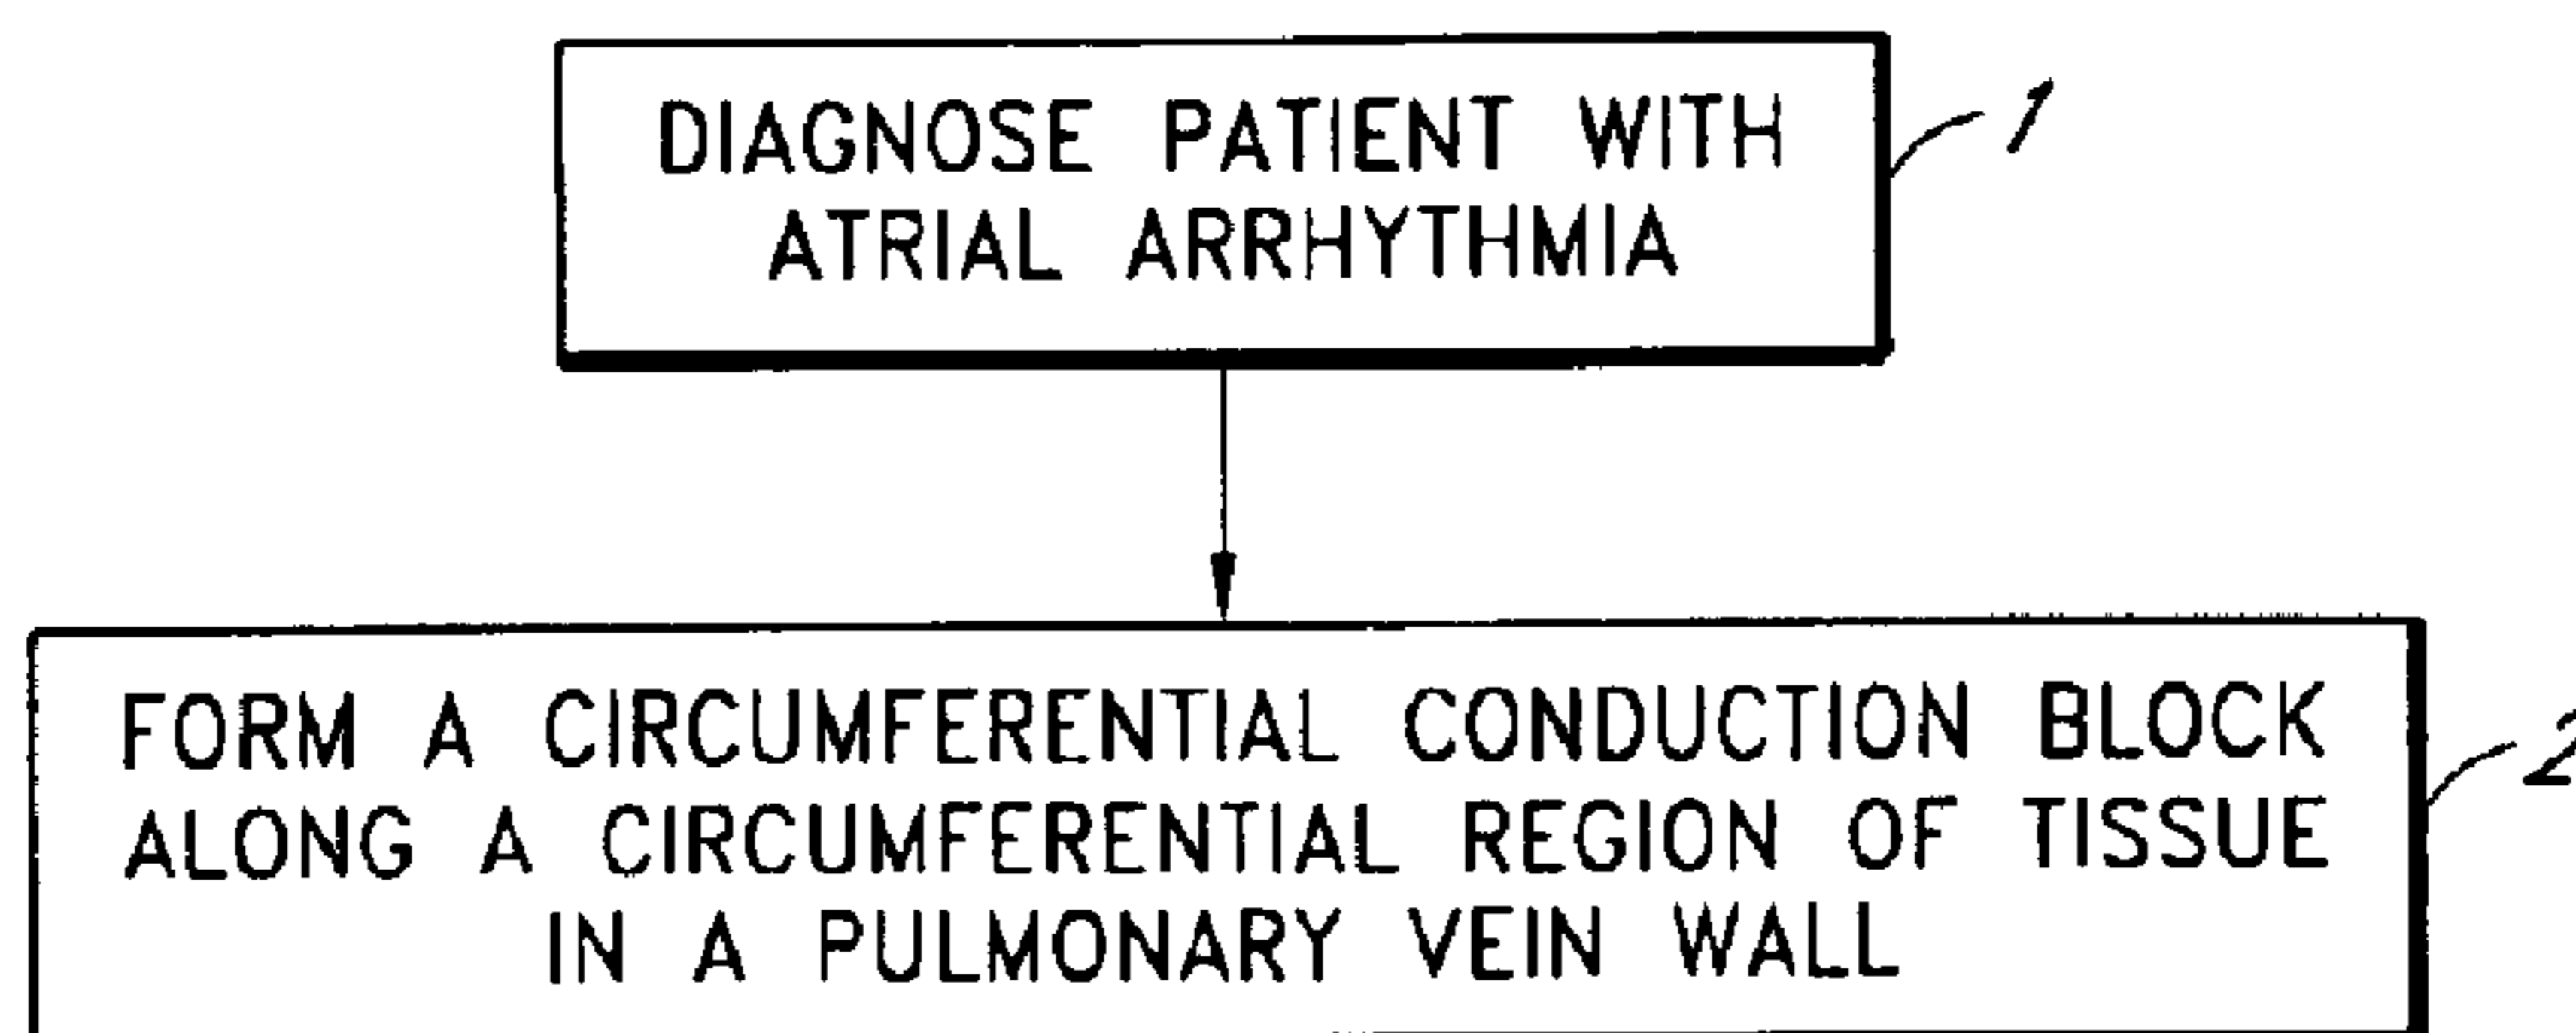 DIAGNOSE PATIENT WITH 1
ATRIAL ARRHYTHMIA
FORM A CIRCUMFERENTIAL CONDUCTION BLOCK
ALONG A CIRCUMFERENTIAL REGION OF TISSUE 2
IN A PULMONARY VEIN WALL